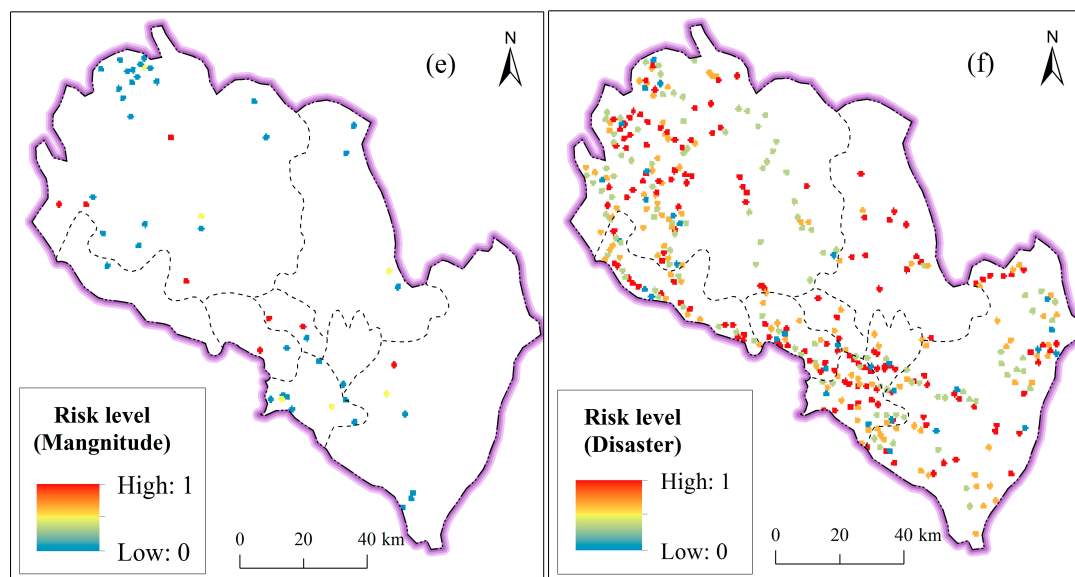 (e)
N
Risk level
(Mangnitude)
High: 1
Low: 0
0 20 40 km
(f)
N
Risk level
(Disaster)
High: 1
Low: 0
0 20 40 km